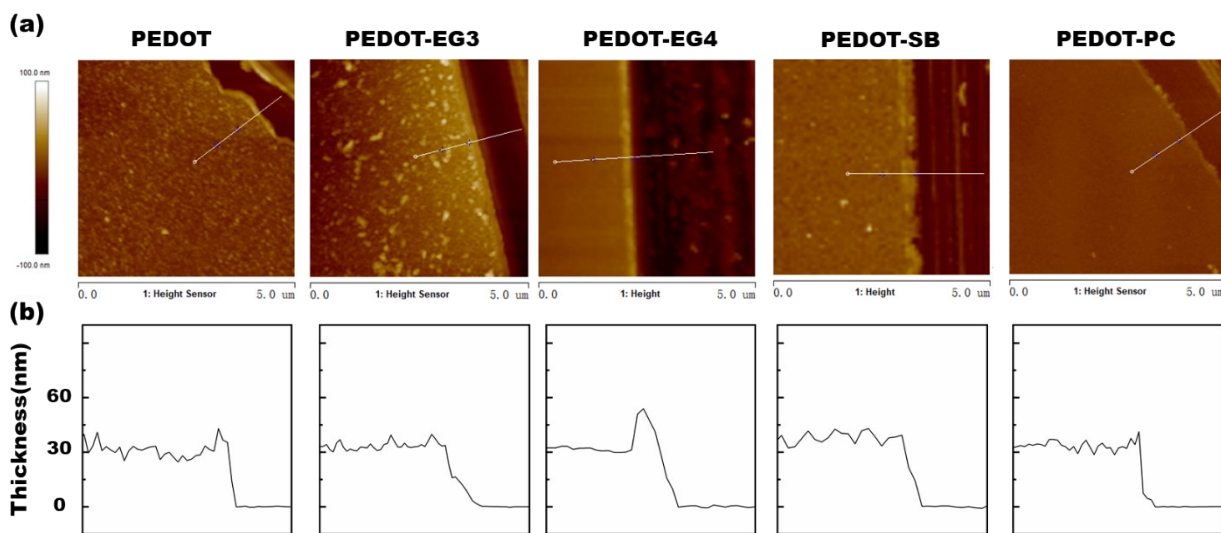 (a)
PEDOT
PEDOT-EG3
PEDOT-EG4
PEDOT-SB
PEDOT-PC
100.0 nm
-100.0 nm
0.0 1: Height Sensor 5.0 um
0.0 1: Height Sensor 5.0 um
0.0 1: Height 5.0 um
0.0 1: Height 5.0 um
0.0 1: Height Sensor 5.0 um
(b)
Thickness(nm)
60
30
0